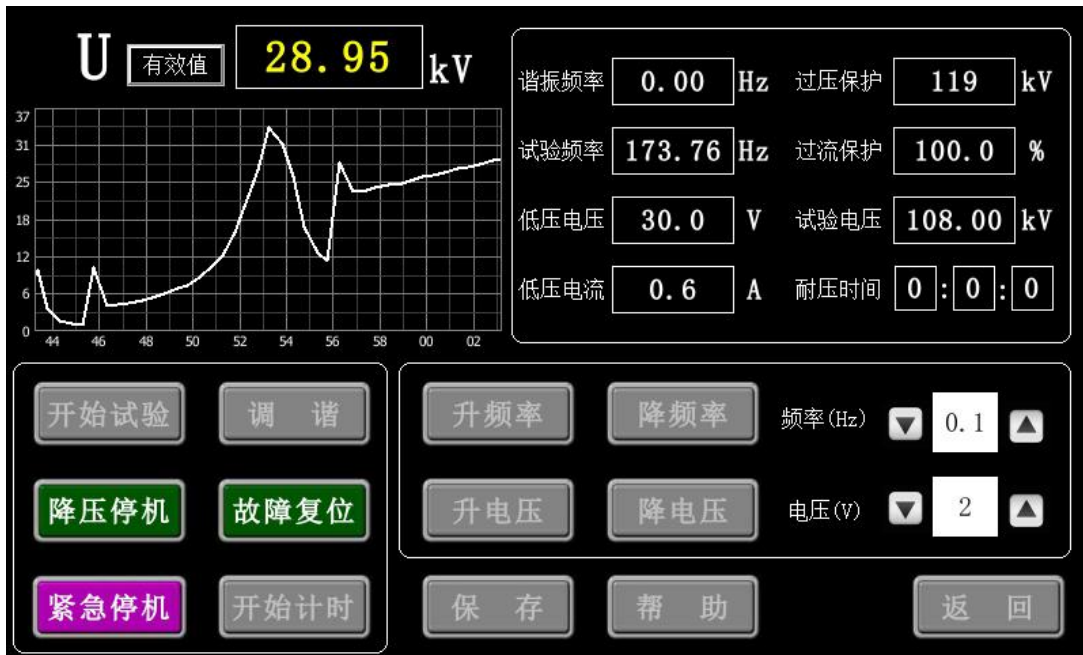 U 有效值 28.95 kV
37
31
25
18
12
6
0
44 46 48 50 52 54 56 58 00 02
谐振频率 0.00 Hz 过压保护 119 kV
试验频率 173.76 Hz 过流保护 100.0 %
低压电压 30.0 V 试验电压 108.00 kV
低压电流 0.6 A 耐压时间 0 : 0 : 0
开始试验 调 谐
降压停机 故障复位
紧急停机 开始计时
升频率 降频率 频率(Hz) 0.1
升电压 降电压 电压(V) 2
保 存 帮 助 返 回